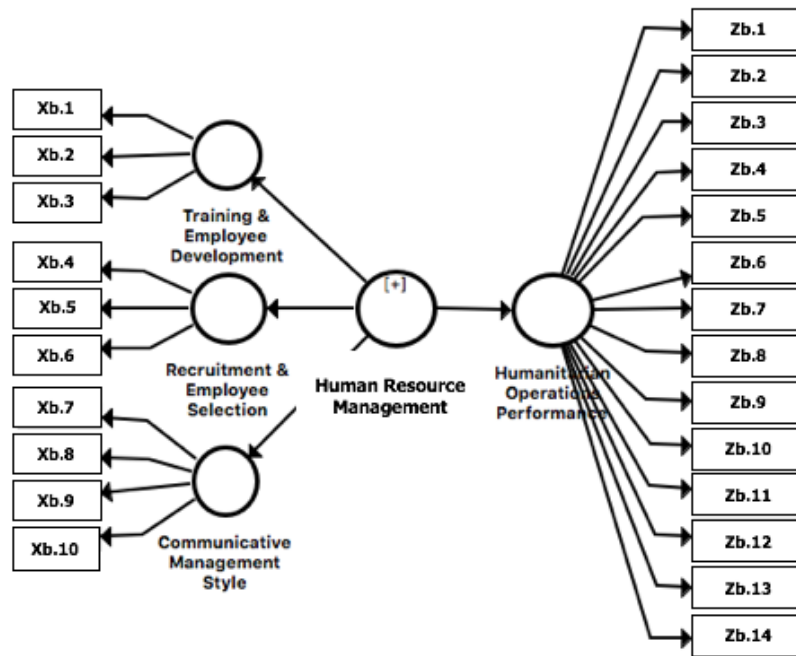 Xb.1
Xb.2
Xb.3
Training &
Employee
Development
Xb.4
Xb.5
Xb.6
Recruitment &
Employee
Selection
Xb.7
Xb.8
Xb.9
Xb.10
Communicative
Management
Style
[+]
Human Resource
Management
Humanitarian
Operations
Performance
Zb.1
Zb.2
Zb.3
Zb.4
Zb.5
Zb.6
Zb.7
Zb.8
Zb.9
Zb.10
Zb.11
Zb.12
Zb.13
Zb.14